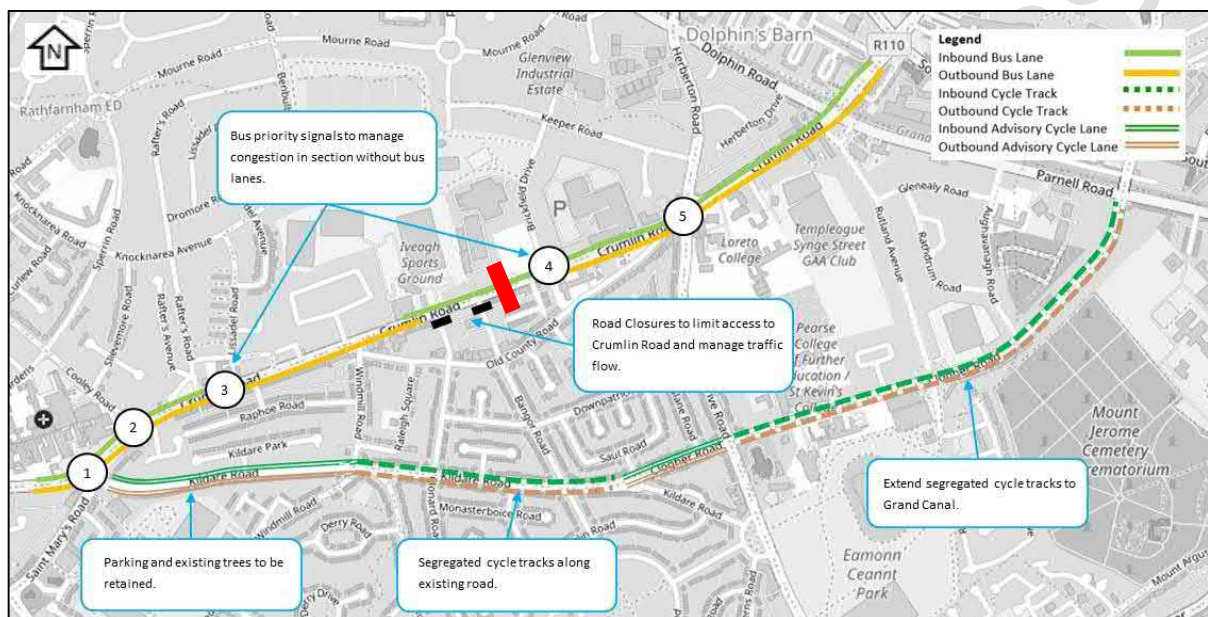 N
Legend
Inbound Bus Lane
Outbound Bus Lane
Inbound Cycle Track
Outbound Cycle Track
Inbound Advisory Cycle Lane
Outbound Advisory Cycle Lane
Bus priority signals to manage
congestion in section without bus
lanes.
Road Closures to limit access to
Crumlin Road and manage traffic
flow.
Extend segregated cycle tracks to
Grand Canal.
Parking and existing trees to be
retained.
Segregated cycle tracks along
existing road.
1
2
3
4
5
P
R110
Dolphin's Barn
Dolphin Road
Mourne Road
Mourne Road
Mourne Road
Sperrin Road
Rathfarnham ED
Rafter's Road
Lissadel
Glenview
Industrial
Estate
Keeper Road
Herberton Road
Herberton Drive
Crumlin Road
Crumlin Road
Crumlin Road
Brickfield Drive
Parnell Road
Glenealy Road
Rutland Avenue
Rathdrum Road
Aughavanagh Road
Knocknarea Road
Knocknarea Avenue
Dromore
Sperrin Road
Slievemore Road
Cooley Road
Rafter's Road
Rafter's
Lissadel Road
Lissadel Avenue
Iveagh
Sports
Ground
Loreto
College
Templeogue
Synge Street
GAA Club
Pearse
College
Of Further
Education /
St Kevin's
Old County Road
Raphoe Road
Windmill Road
Raleigh Square
Bangor Road
Downpatrick
Saul Road
Kildare Park
Kildare Road
Kildare Road
Kildare Road
Clogher Road
Monasterboice Road
Windmill Road
Derry Road
Derry Drive
Saint Mary's Road
Mount
Jerome
Cemetery
Eamonn
Ceannt
Park
Mount Argus